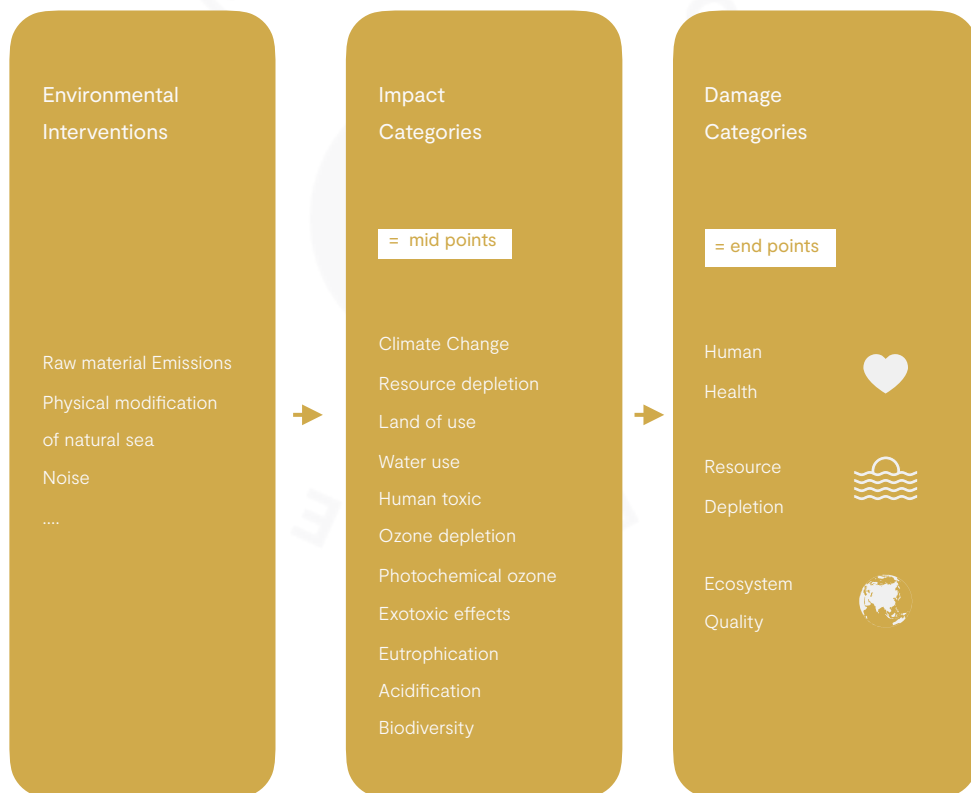 Environmental
Interventions
Raw material Emissions
Physical modification
of natural sea
Noise
....
Impact
Categories
= mid points
Climate Change
Resource depletion
Land of use
Water use
Human toxic
Ozone depletion
Photochemical ozone
Exotoxic effects
Eutrophication
Acidification
Biodiversity
Damage
Categories
= end points
Human
Health
Resource
Depletion
Ecosystem
Quality